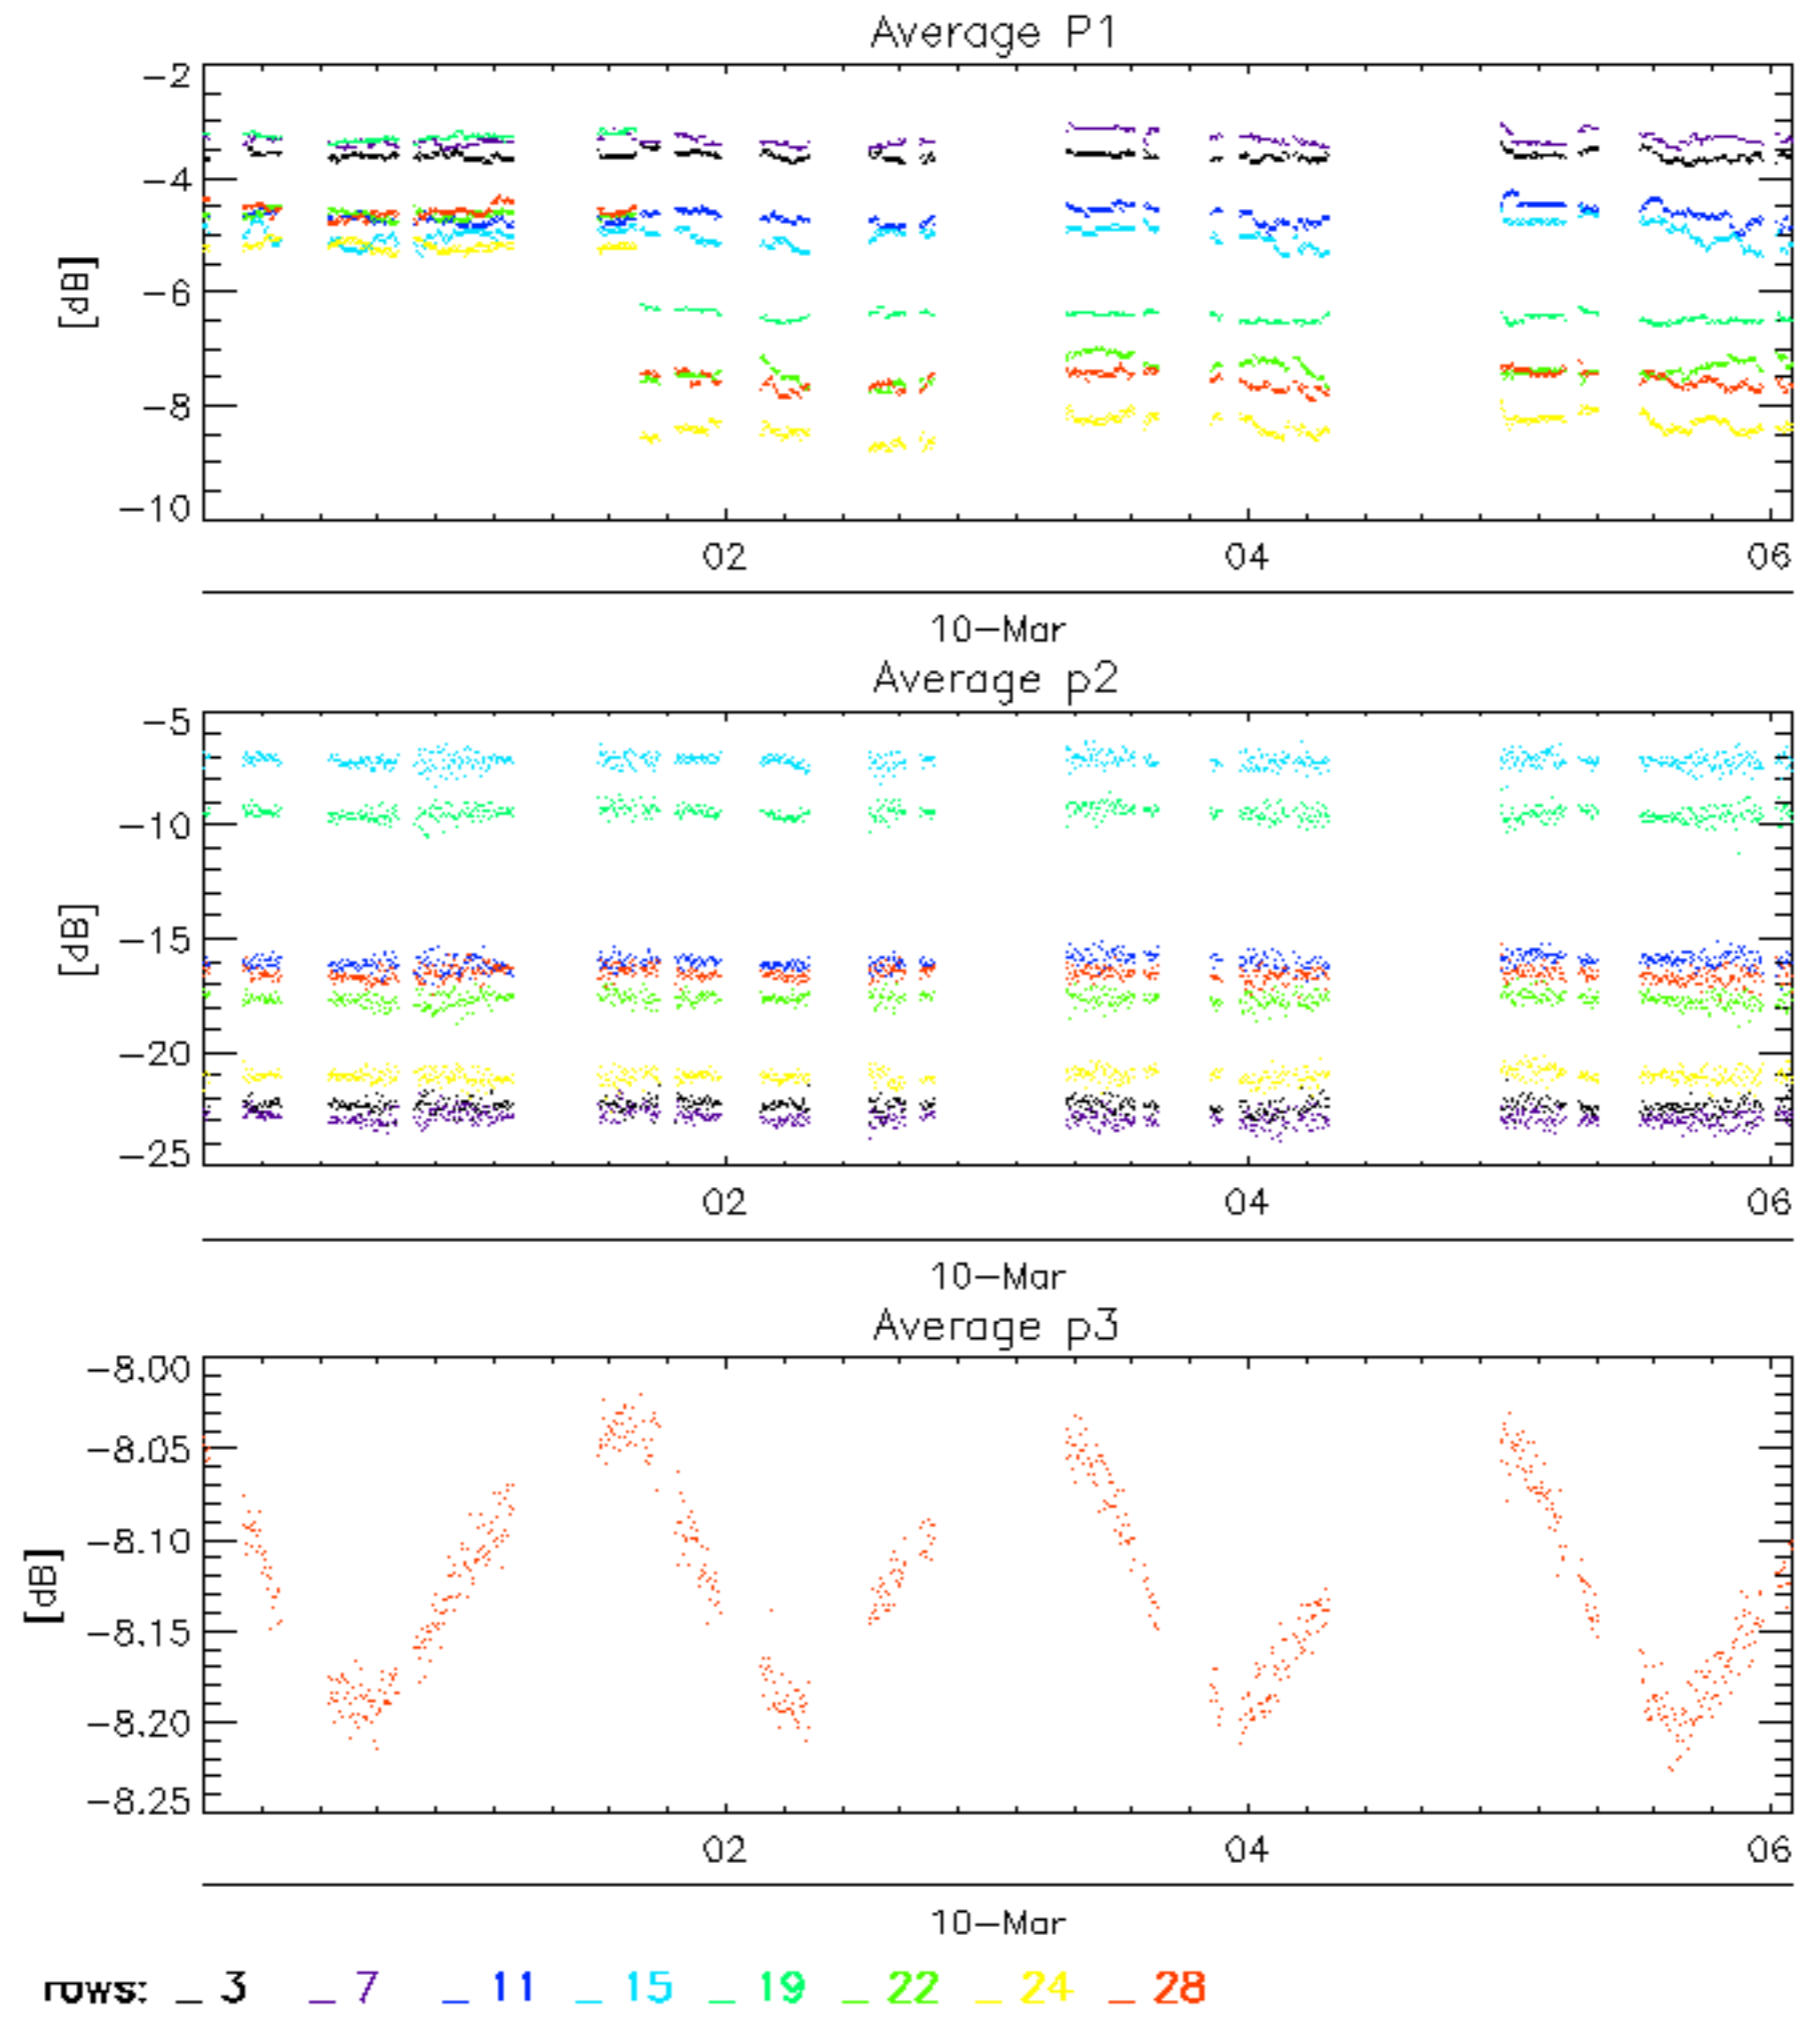 Average P1
-2
-4
-6
-8
-10
[dB]
02 04 06
10-Mar
Average p2
-5
-10
-15
-20
-25
[dB]
02 04 06
10-Mar
Average p3
-8.00
-8.05
-8.10
-8.15
-8.20
-8.25
[dB]
02 04 06
10-Mar
rows: _ 3 _ 7 _ 11 _ 15 _ 19 _ 22 _ 24 _ 28